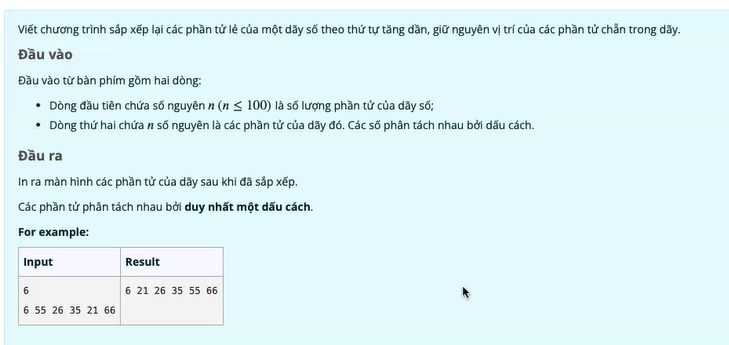 Viết chương trình sắp xếp lại các phần tử lẻ của một dãy số theo thứ tự tăng dần, giữ nguyên vị trí của các phần tử chẵn trong dãy.
Đầu vào
Đầu vào từ bàn phím gồm hai dòng:
• Dòng đầu tiên chứa số nguyên n (n ≤ 100) là số lượng phần tử của dãy số;
• Dòng thứ hai chứa n số nguyên là các phần tử của dãy đó. Các số phân tách nhau bởi dấu cách.
Đầu ra
In ra màn hình các phần tử của dãy sau khi đã sắp xếp.
Các phần tử phân tách nhau bởi duy nhất một dấu cách.
For example:
Input Result
6 6 21 26 35 55 66
6 55 26 35 21 66